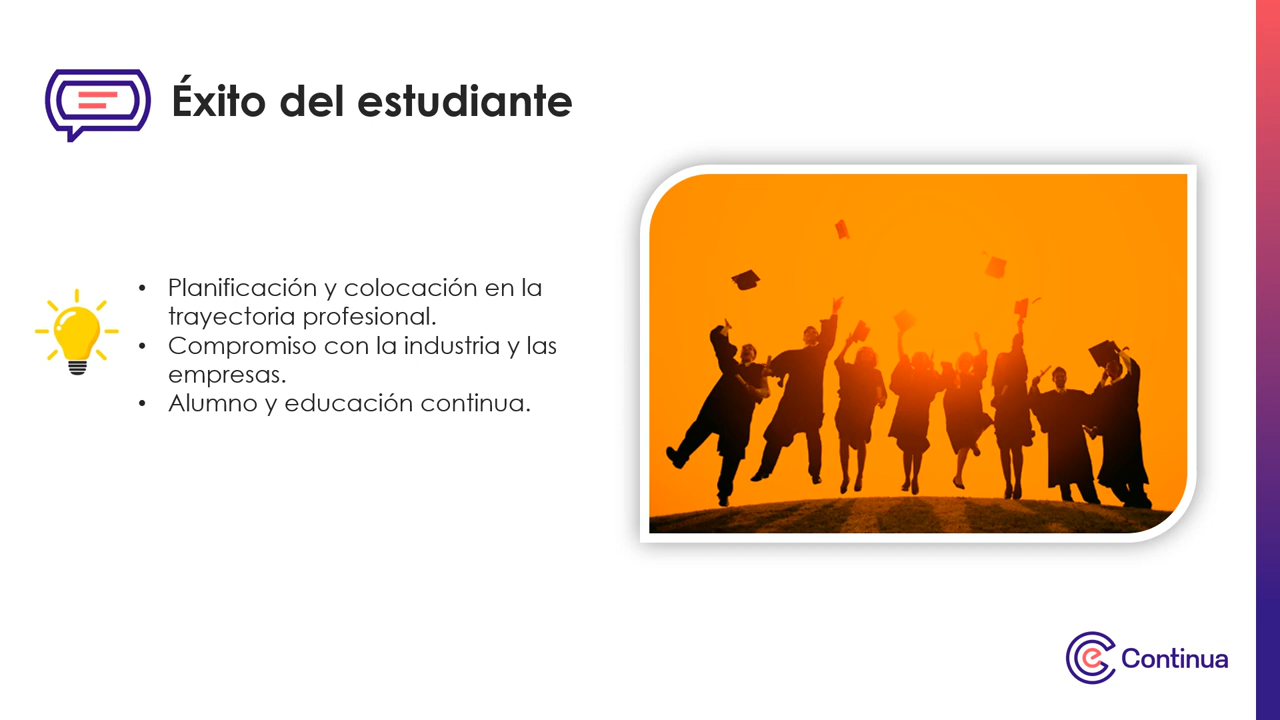 Éxito del estudiante
• Planificación y colocación en la
trayectoria profesional.
• Compromiso con la industria y las
empresas.
• Alumno y educación continua.
e Continua